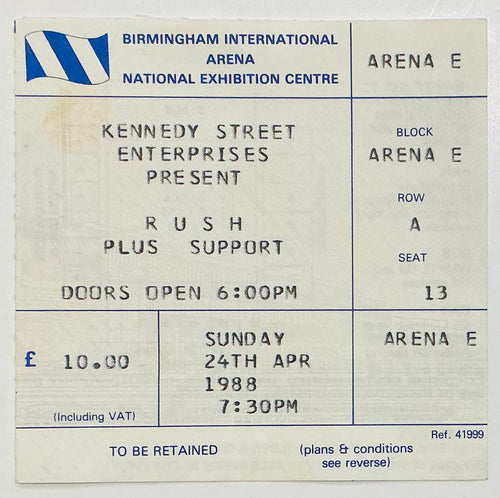 BIRMINGHAM INTERNATIONAL
ARENA
NATIONAL EXHIBITION CENTRE
ARENA E
KENNEDY STREET
ENTERPRISES
PRESENT
RUSH
PLUS SUPPORT
DOORS OPEN 6:00PM
BLOCK
ARENA E
ROW
A
SEAT
13
£ 10.00
(Including VAT)
SUNDAY
24TH APR
1988
7:30PM
ARENA E
Ref. 41999
TO BE RETAINED
(plans & conditions
see reverse)